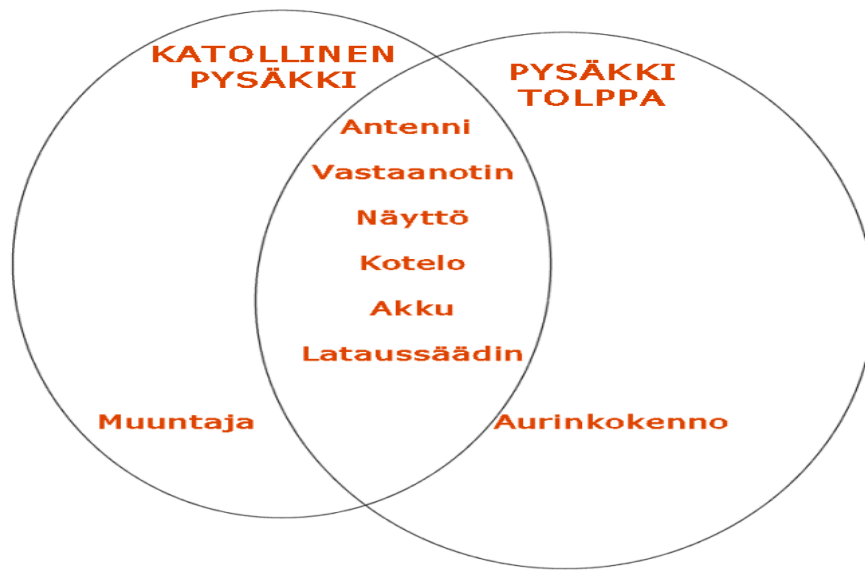 KATOLLINEN
PYSÄKKI
PYSÄKKI
TOLPPA
Antenni
Vastaanotin
Näyttö
Kotelo
Akku
Lataussäädin
Muuntaja
Aurinkokenno